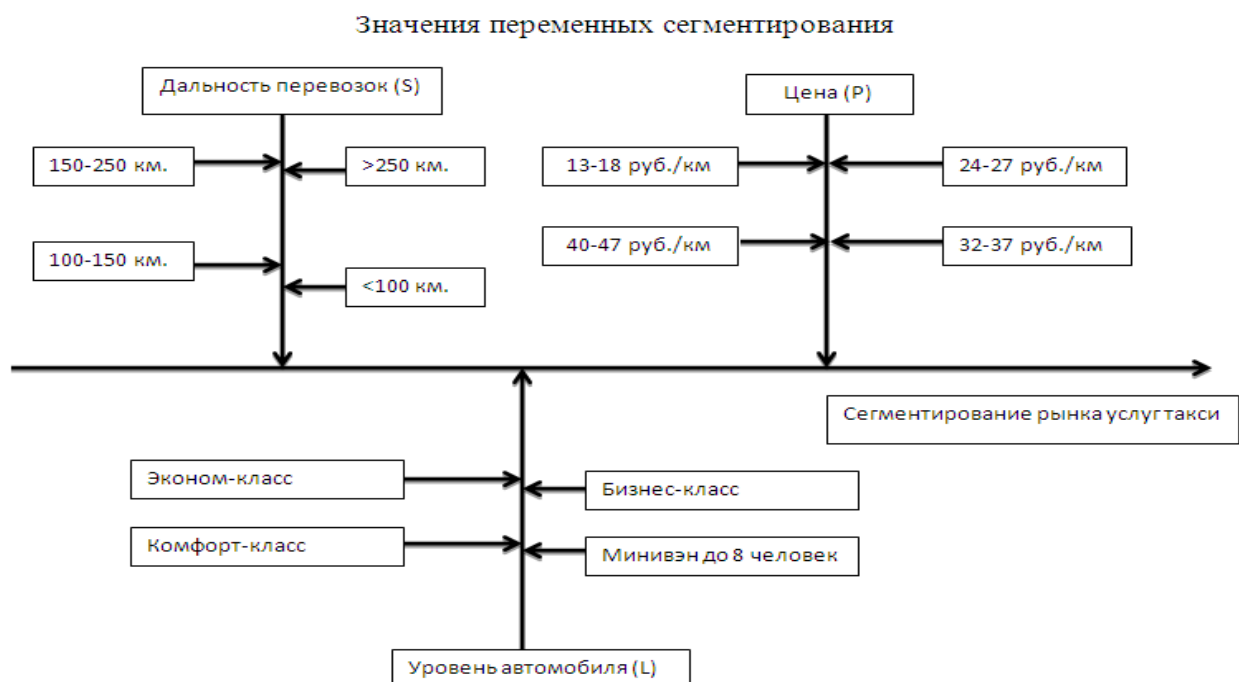 Значения переменных сегментирования
Дальность перевозок (S)
Цена (P)
150-250 км.
>250 км.
13-18 руб./км
24-27 руб./км
100-150 км.
<100 км.
40-47 руб./км
32-37 руб./км
Сегментирование рынка услуг такси
Эконом-класс
Бизнес-класс
Комфорт-класс
Минивэн до 8 человек
Уровень автомобиля (L)